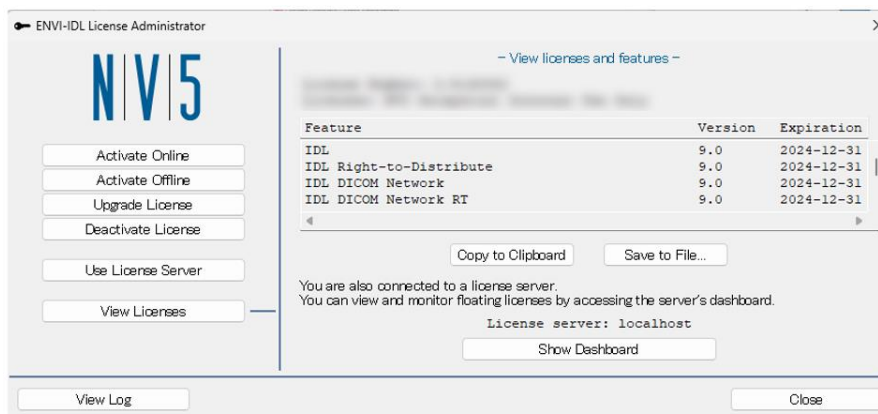 ENVI-IDL License Administrator
NV5
Activate Online
Activate Offline
Upgrade License
Deactivate License
Use License Server
View Licenses
– View licenses and features –
Feature Version Expiration
IDL 9.0 2024-12-31
IDL Right-to-Distribute 9.0 2024-12-31
IDL DICOM Network 9.0 2024-12-31
IDL DICOM Network RT 9.0 2024-12-31
Copy to Clipboard Save to File...
You are also connected to a license server.
You can view and monitor floating licenses by accessing the server's dashboard.
License server: localhost
Show Dashboard
View Log Close